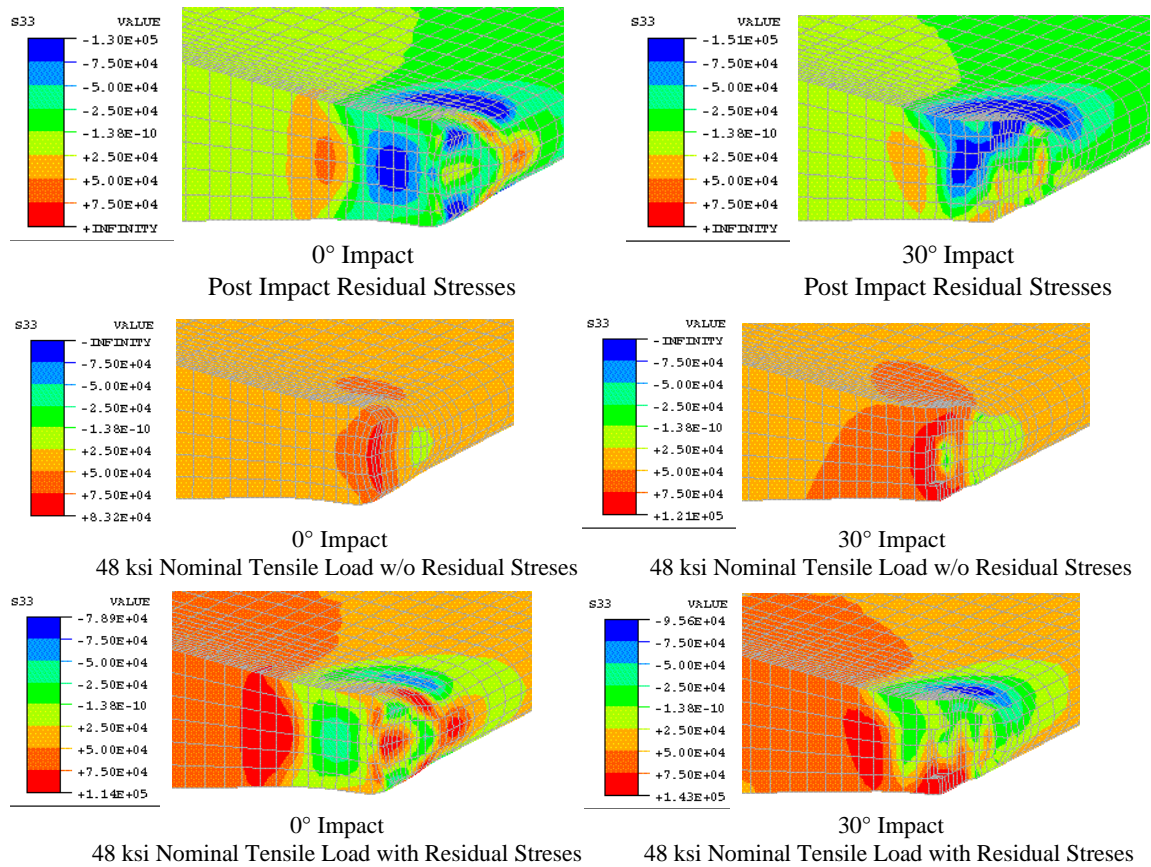 S33 VALUE
-1.30E+05
-7.50E+04
-5.00E+04
-2.50E+04
-1.38E-10
+2.50E+04
+5.00E+04
+7.50E+04
+INFINITY
0° Impact
Post Impact Residual Stresses
S33 VALUE
-1.51E+05
-7.50E+04
-5.00E+04
-2.50E+04
-1.38E-10
+2.50E+04
+5.00E+04
+7.50E+04
+INFINITY
30° Impact
Post Impact Residual Stresses
S33 VALUE
-INFINITY
-7.50E+04
-5.00E+04
-2.50E+04
-1.38E-10
+2.50E+04
+5.00E+04
+7.50E+04
+8.32E+04
0° Impact
48 ksi Nominal Tensile Load w/o Residual Streses
S33 VALUE
-INFINITY
-7.50E+04
-5.00E+04
-2.50E+04
-1.38E-10
+2.50E+04
+5.00E+04
+7.50E+04
+1.21E+05
30° Impact
48 ksi Nominal Tensile Load w/o Residual Streses
S33 VALUE
-7.89E+04
-7.50E+04
-5.00E+04
-2.50E+04
-1.38E-10
+2.50E+04
+5.00E+04
+7.50E+04
+1.14E+05
0° Impact
48 ksi Nominal Tensile Load with Residual Streses
S33 VALUE
-9.56E+04
-7.50E+04
-5.00E+04
-2.50E+04
-1.38E-10
+2.50E+04
+5.00E+04
+7.50E+04
+1.43E+05
30° Impact
48 ksi Nominal Tensile Load with Residual Streses